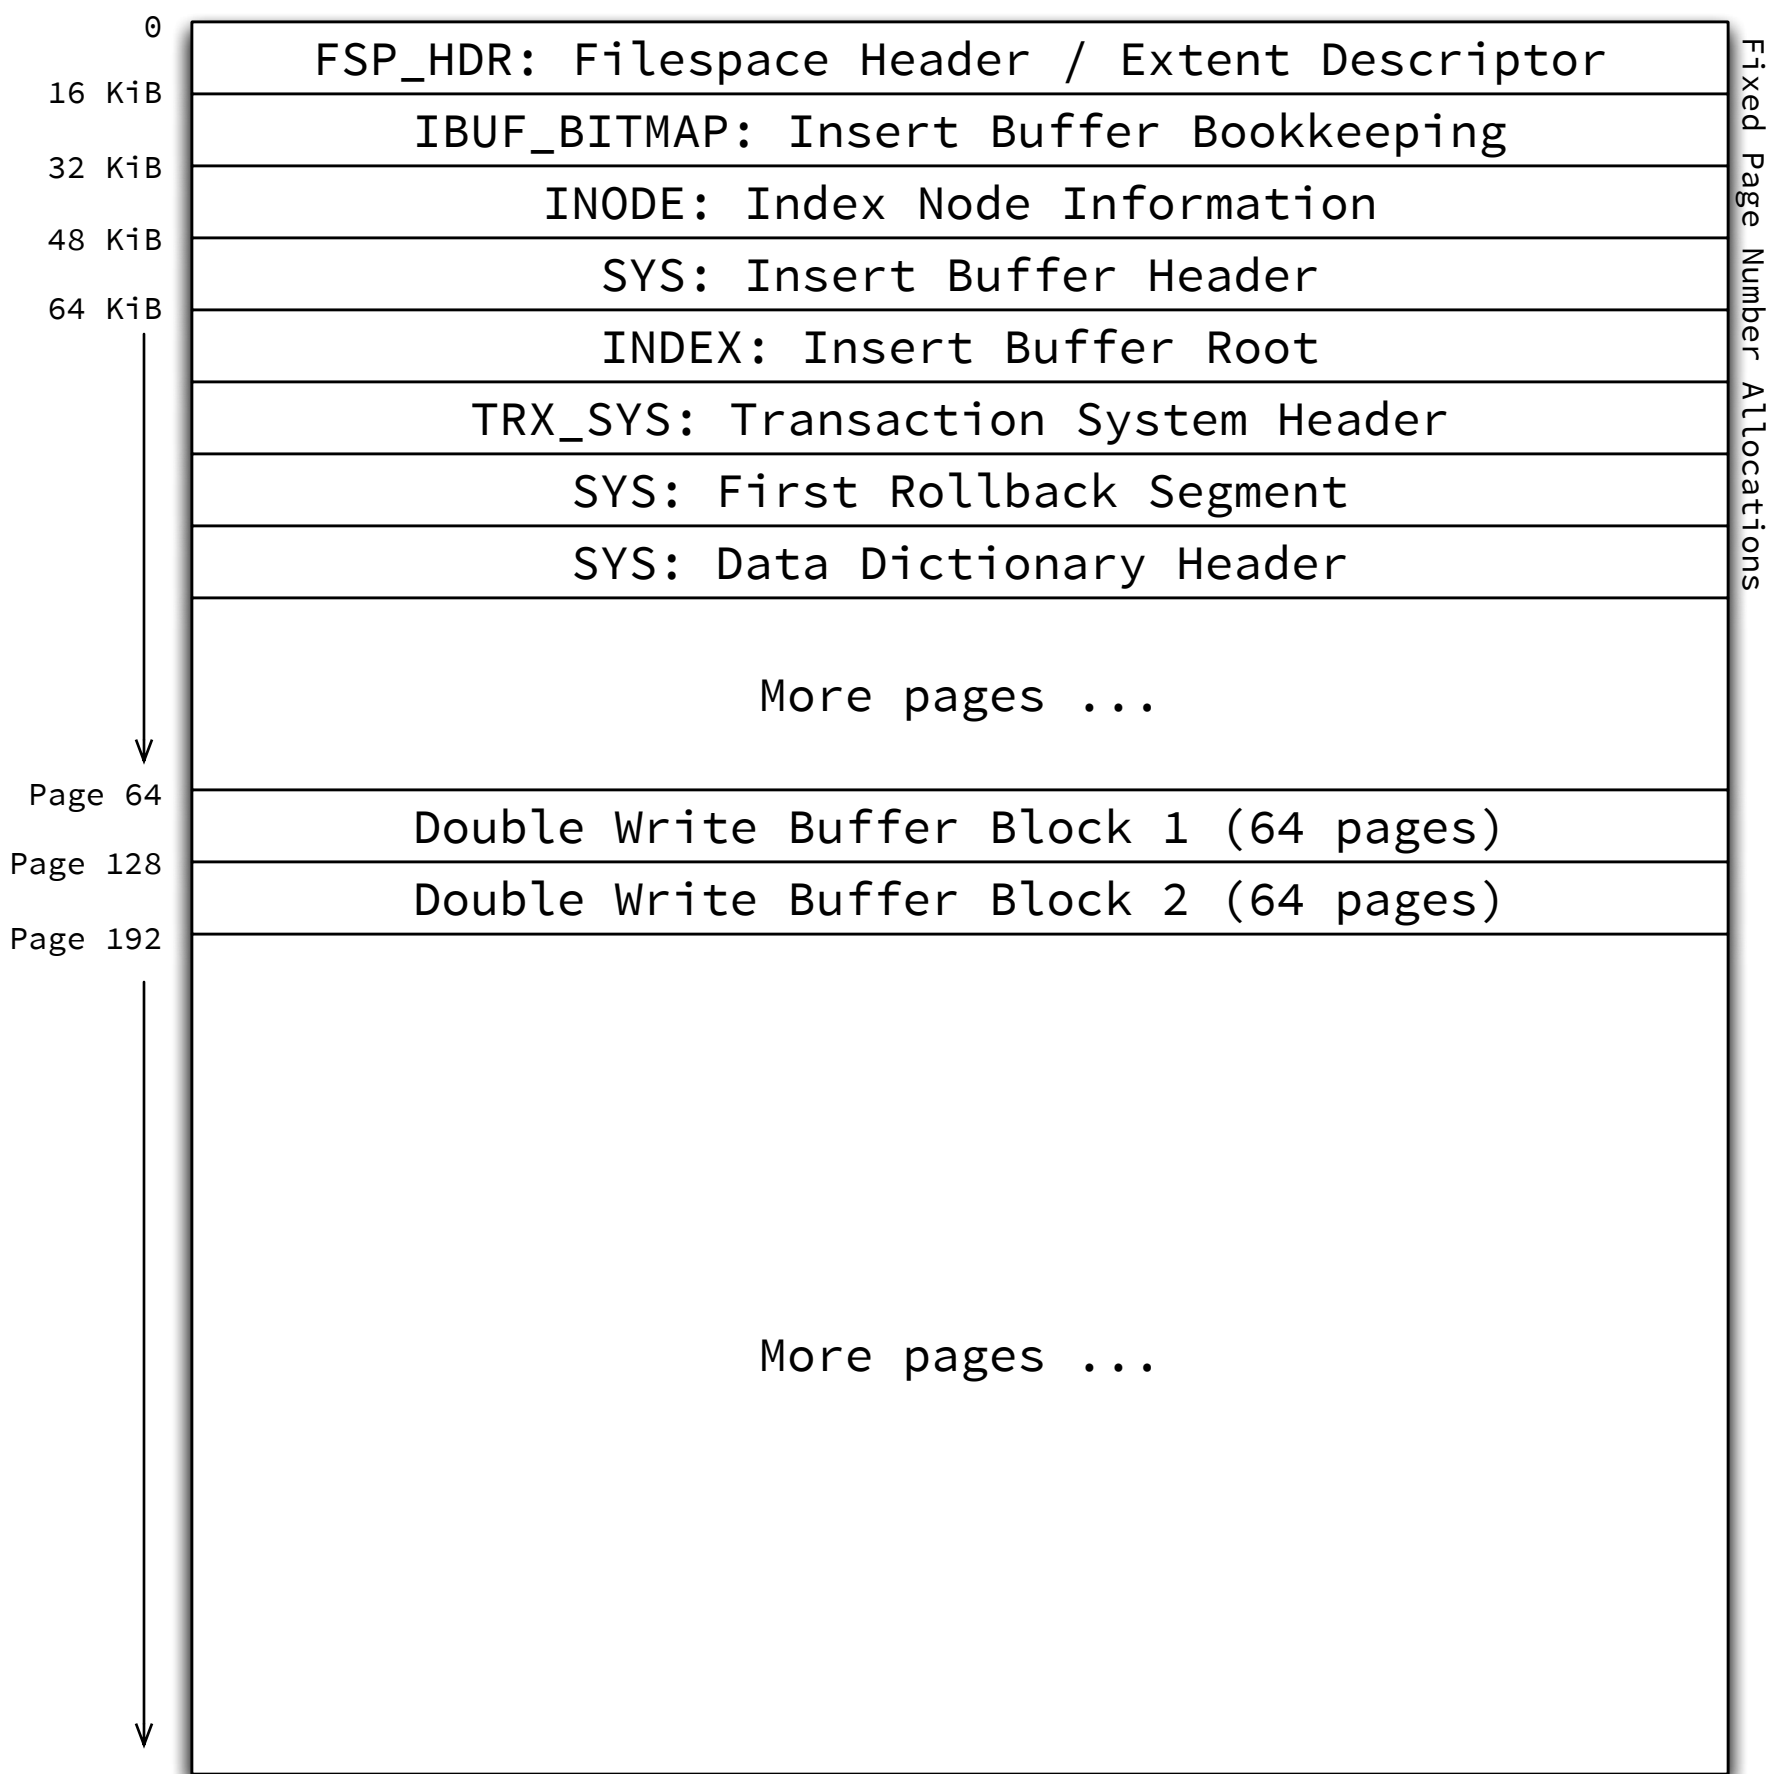 0
FSP_HDR: Filespace Header / Extent Descriptor
16 KiB
IBUF_BITMAP: Insert Buffer Bookkeeping
32 KiB
INODE: Index Node Information
48 KiB
SYS: Insert Buffer Header
64 KiB
INDEX: Insert Buffer Root
TRX_SYS: Transaction System Header
SYS: First Rollback Segment
SYS: Data Dictionary Header
Fixed Page Number Allocations
More pages ...
Page 64
Double Write Buffer Block 1 (64 pages)
Page 128
Double Write Buffer Block 2 (64 pages)
Page 192
More pages ...